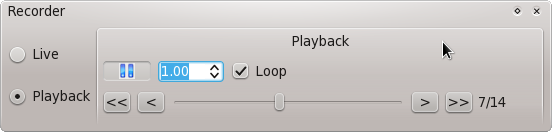 Recorder
Live
Playback
Playback
1.00
Loop
<< < > >> 7/14